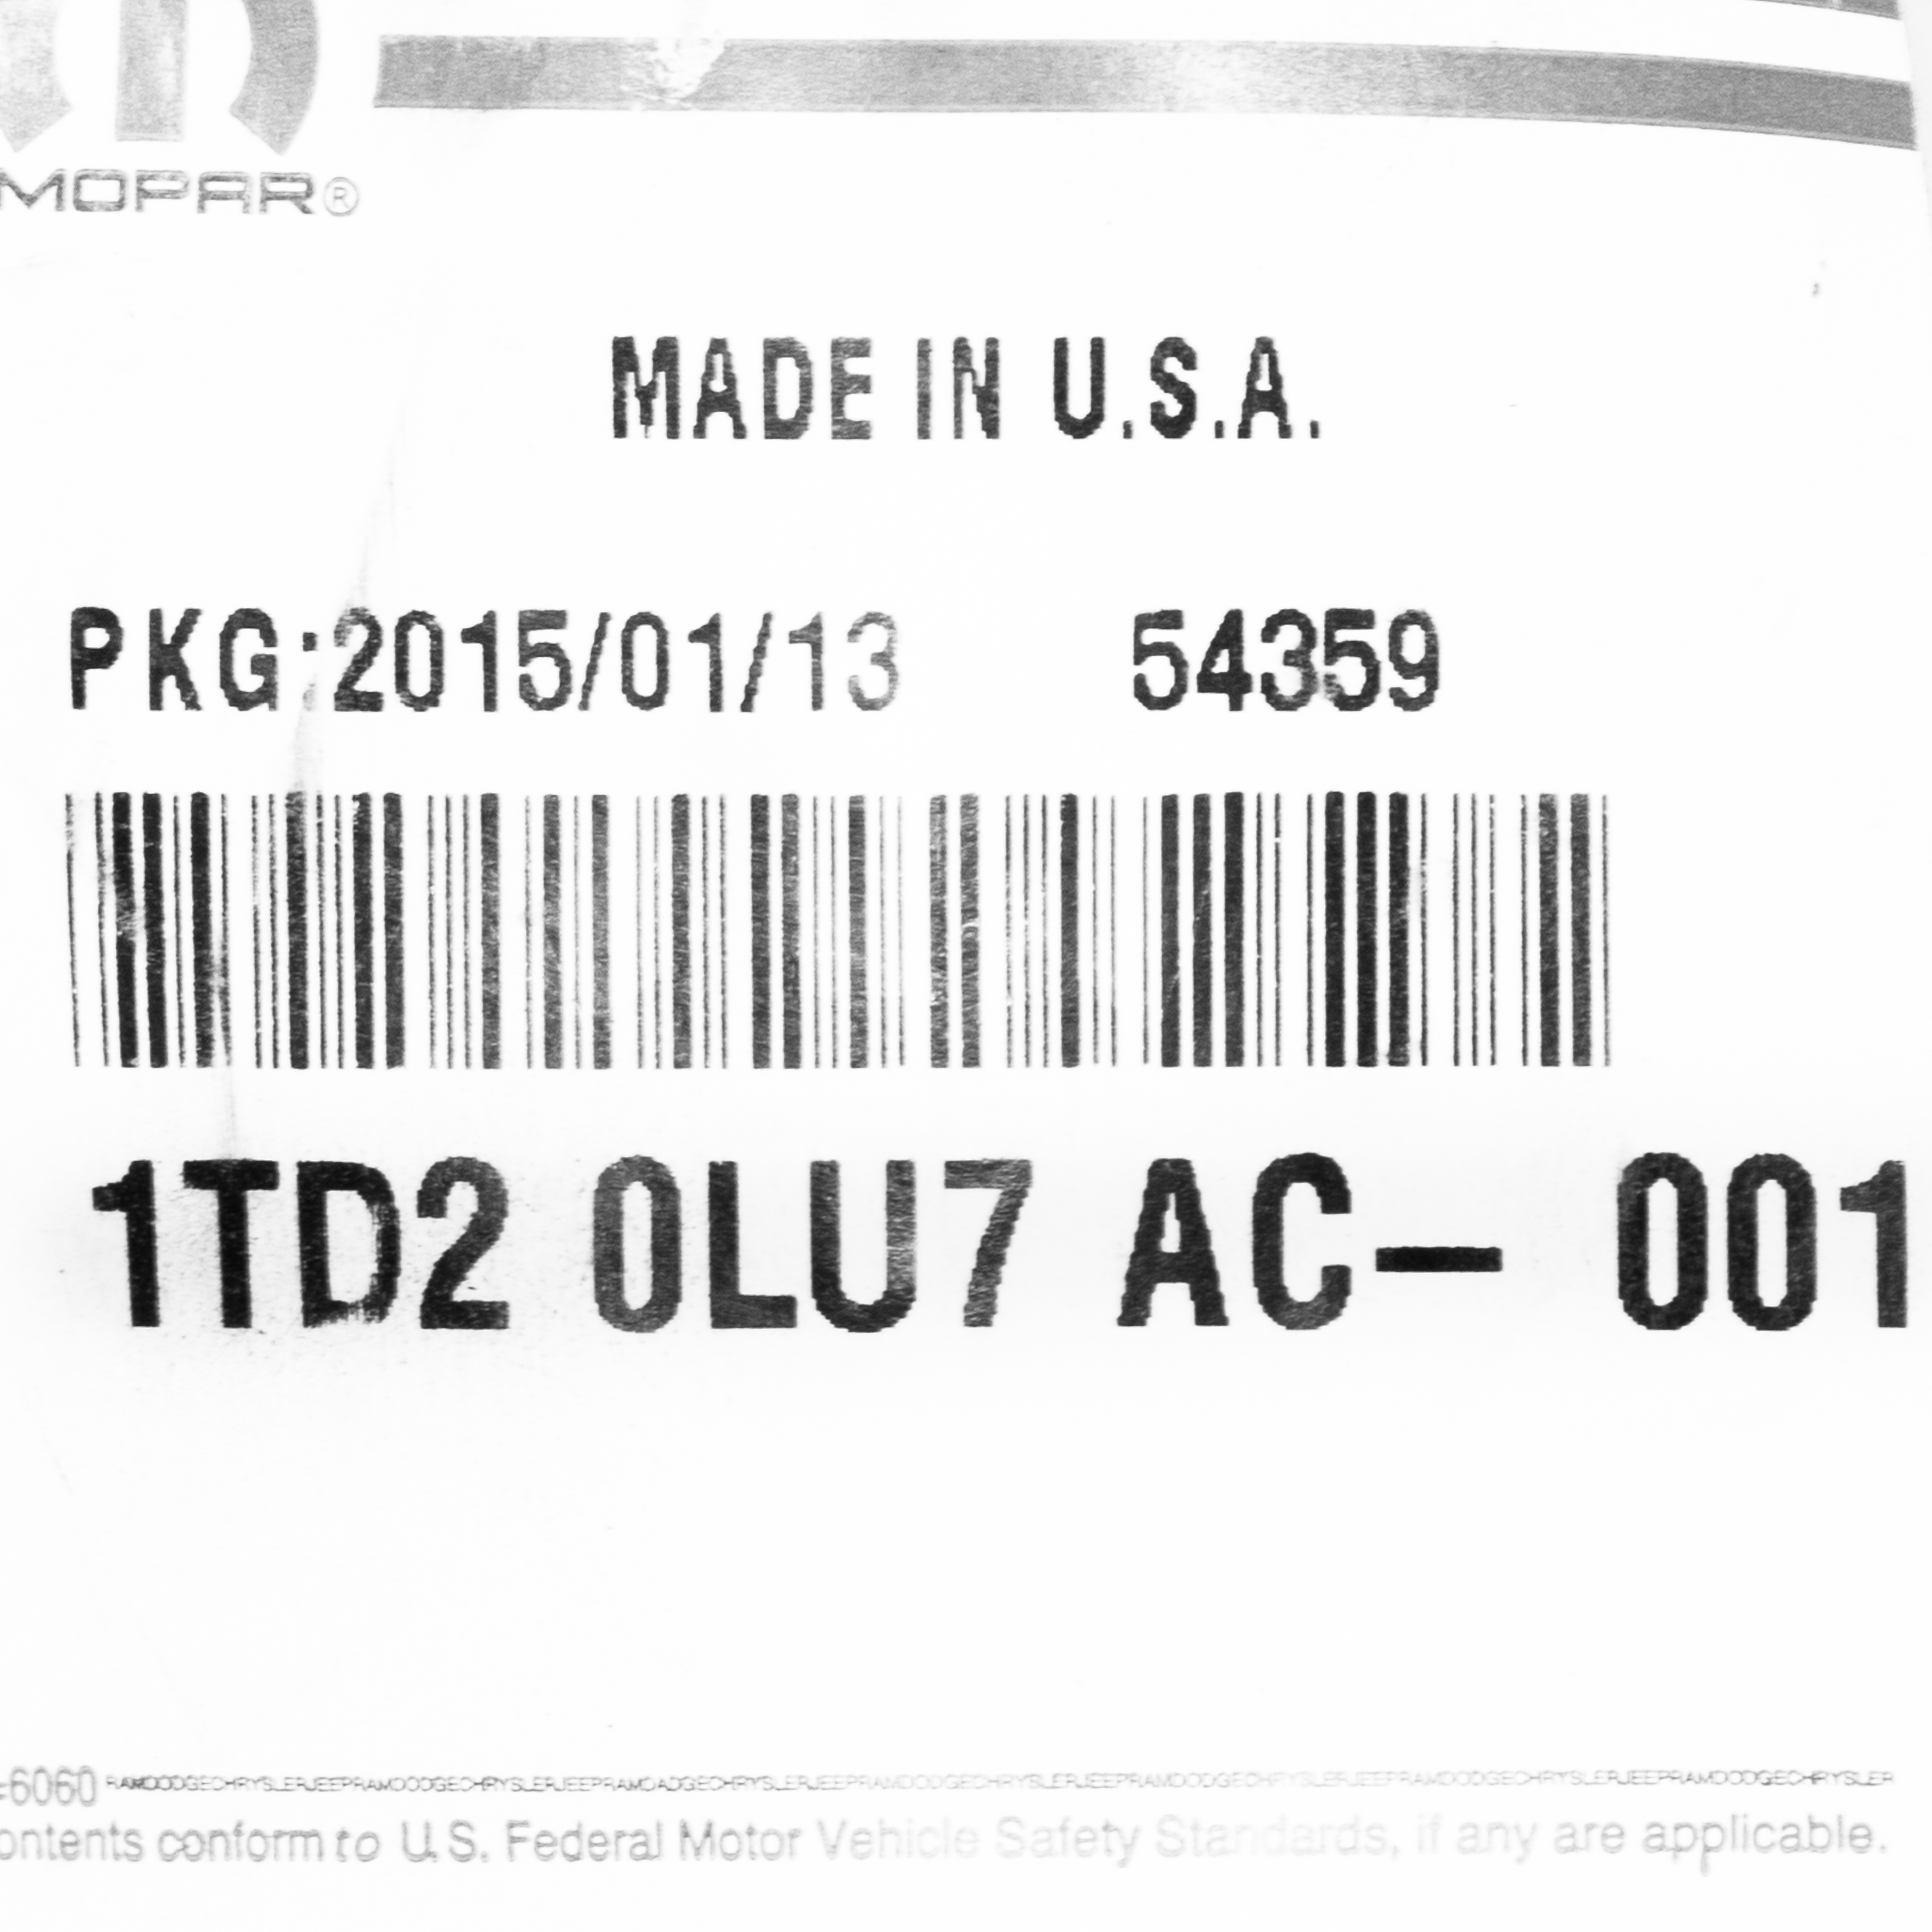 MOPAR®
MADE IN U.S.A.
PKG:2015/01/13 54359
1TD2 0LU7 AC- 001
6060 RAMDODGECHRYSLERJEEPRAMDODGECHRYSLERJEEPRAMDADGECHRYSLERJEEPRAMDODGECHRYSLERJEEPRAMDODGECHRYSLERJEEPRAMDODGECHRYSLERJEEPRAMDODGECHRYSLER
ontents conform to U.S. Federal Motor Vehicle Safety Standards, if any are applicable.